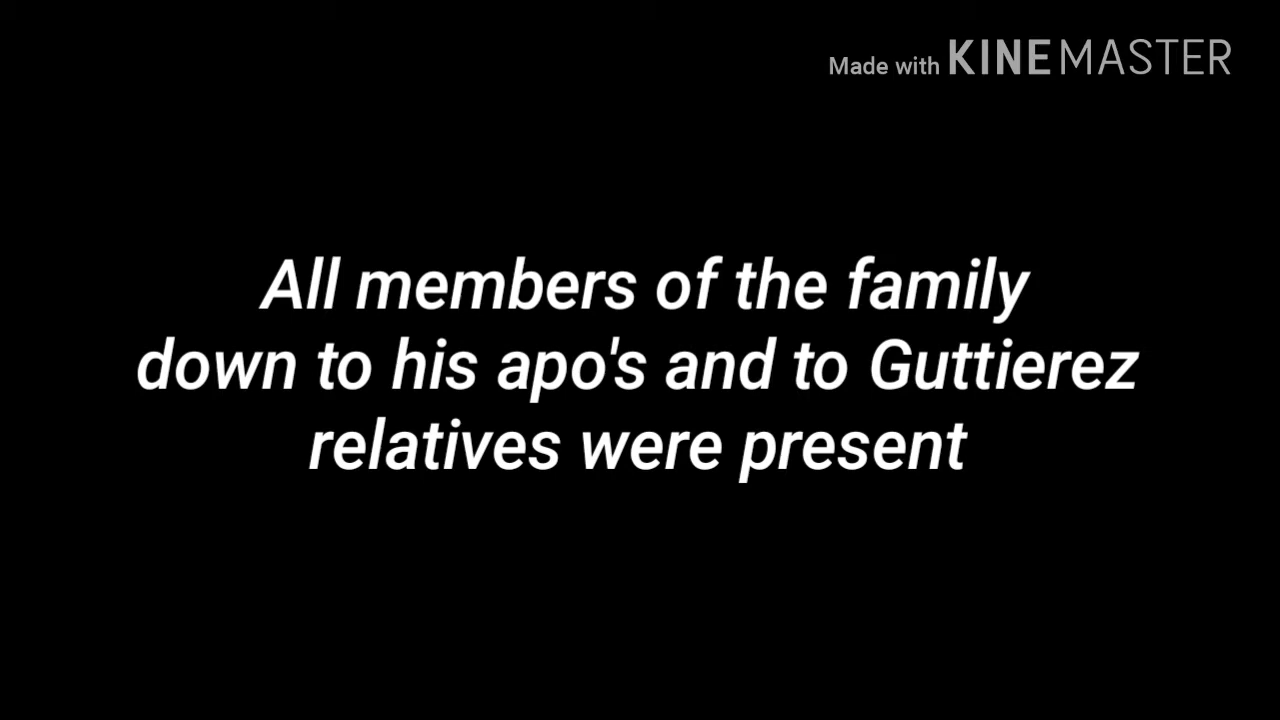 Made with KINEMASTER
All members of the family
down to his apo's and to Guttierez
relatives were present